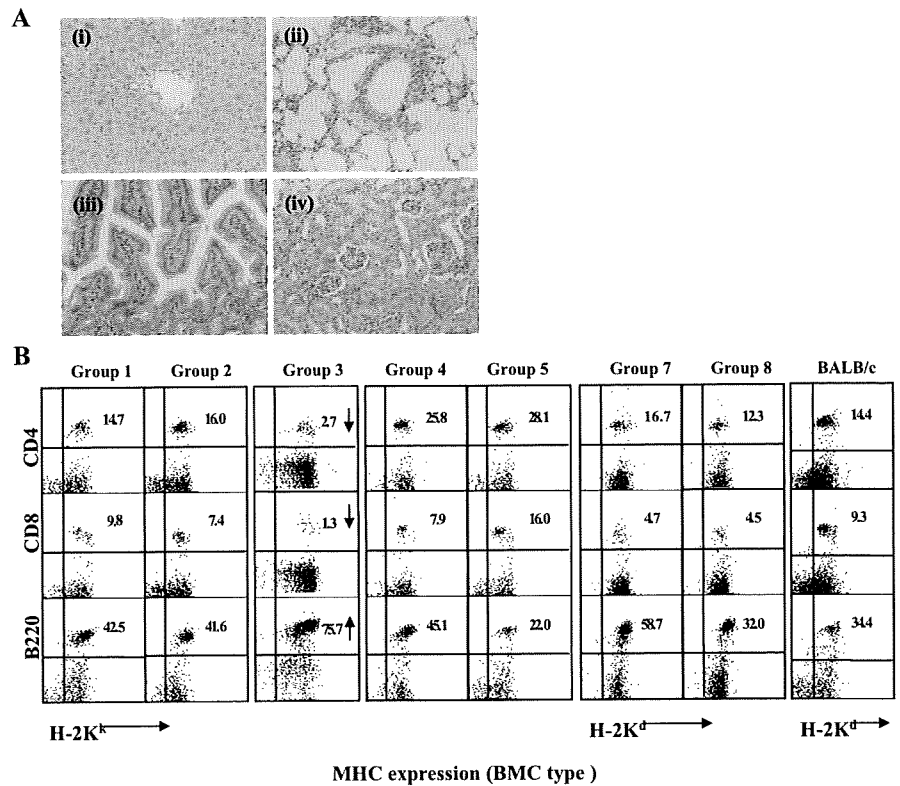 A
(i)
(ii)
(iii)
(iv)
B
Group 1
Group 2
Group 3
Group 4
Group 5
Group 7
Group 8
BALB/c
CD4
14.7
16.0
2.7
25.8
28.1
16.7
12.3
14.4
CD8
9.8
7.4
1.3
7.9
16.0
4.7
4.5
9.3
B220
42.5
41.6
75.7
45.1
22.0
58.7
32.0
34.4
H-2Kk
H-2Kd
H-2Kd
MHC expression (BMC type )